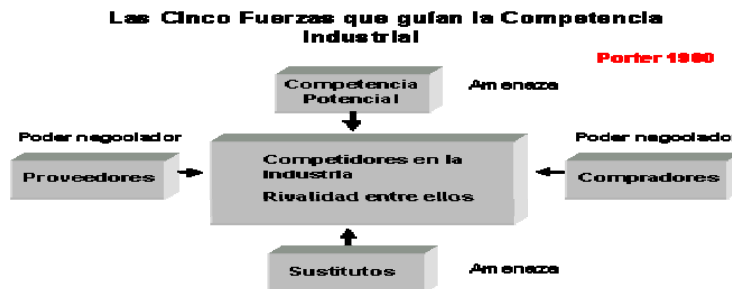 Las Cinco Fuerzas que guían la Competencia
Industrial
Porter 1980
Competencia
Potencial
Amenaza
Poder negociador
Poder negociador
Proveedores
Competidores en la
Industria
Rivalidad entre ellos
Compradores
Sustitutos
Amenaza